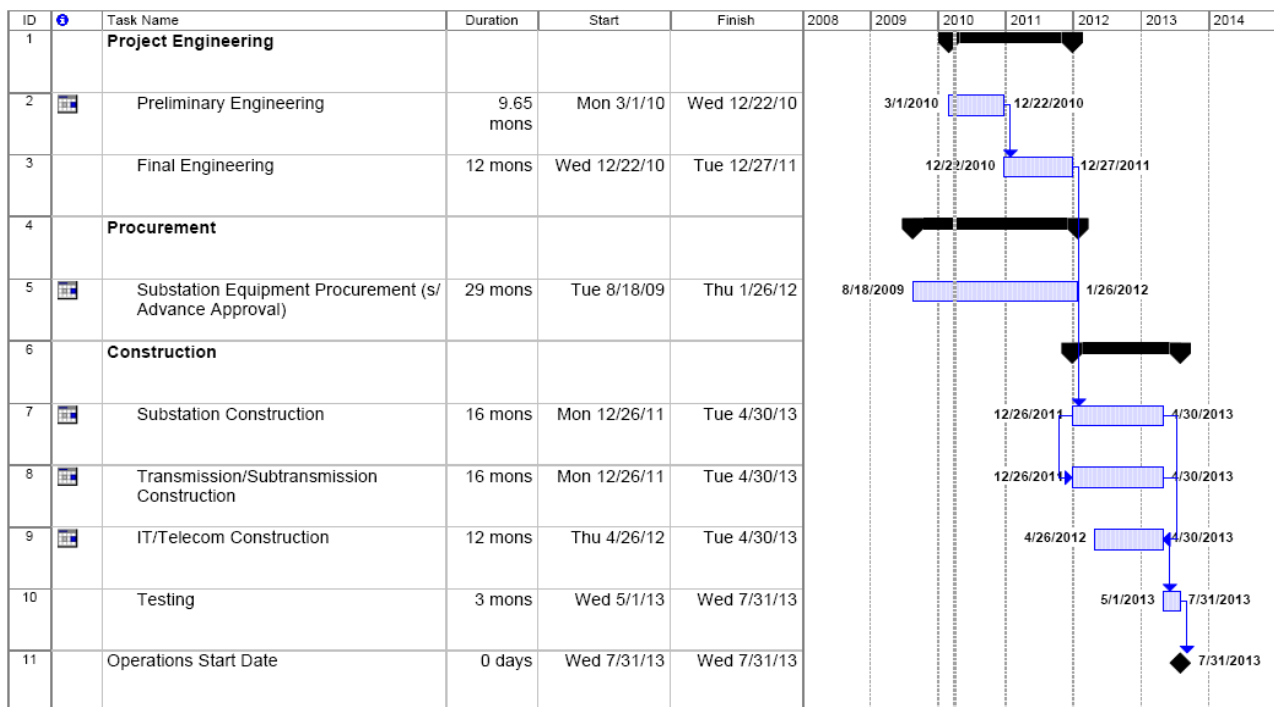 ID Task Name Duration Start Finish 2008 2009 2010 2011 2012 2013 2014
1 Project Engineering
2 Preliminary Engineering 9.65 Mon 3/1/10 Wed 12/22/10 3/1/2010 12/22/2010
mons
3 Final Engineering 12 mons Wed 12/22/10 Tue 12/27/11 12/22/2010 12/27/2011
4 Procurement
5 Substation Equipment Procurement (s/ 29 mons Tue 8/18/09 Thu 1/26/12 8/18/2009 1/26/2012
Advance Approval)
6 Construction
7 Substation Construction 16 mons Mon 12/26/11 Tue 4/30/13 12/26/2011 4/30/2013
8 Transmission/Subtransmission 16 mons Mon 12/26/11 Tue 4/30/13 12/26/2011 4/30/2013
Construction
9 IT/Telecom Construction 12 mons Thu 4/26/12 Tue 4/30/13 4/26/2012 4/30/2013
10 Testing 3 mons Wed 5/1/13 Wed 7/31/13 5/1/2013 7/31/2013
11 Operations Start Date 0 days Wed 7/31/13 Wed 7/31/13 7/31/2013